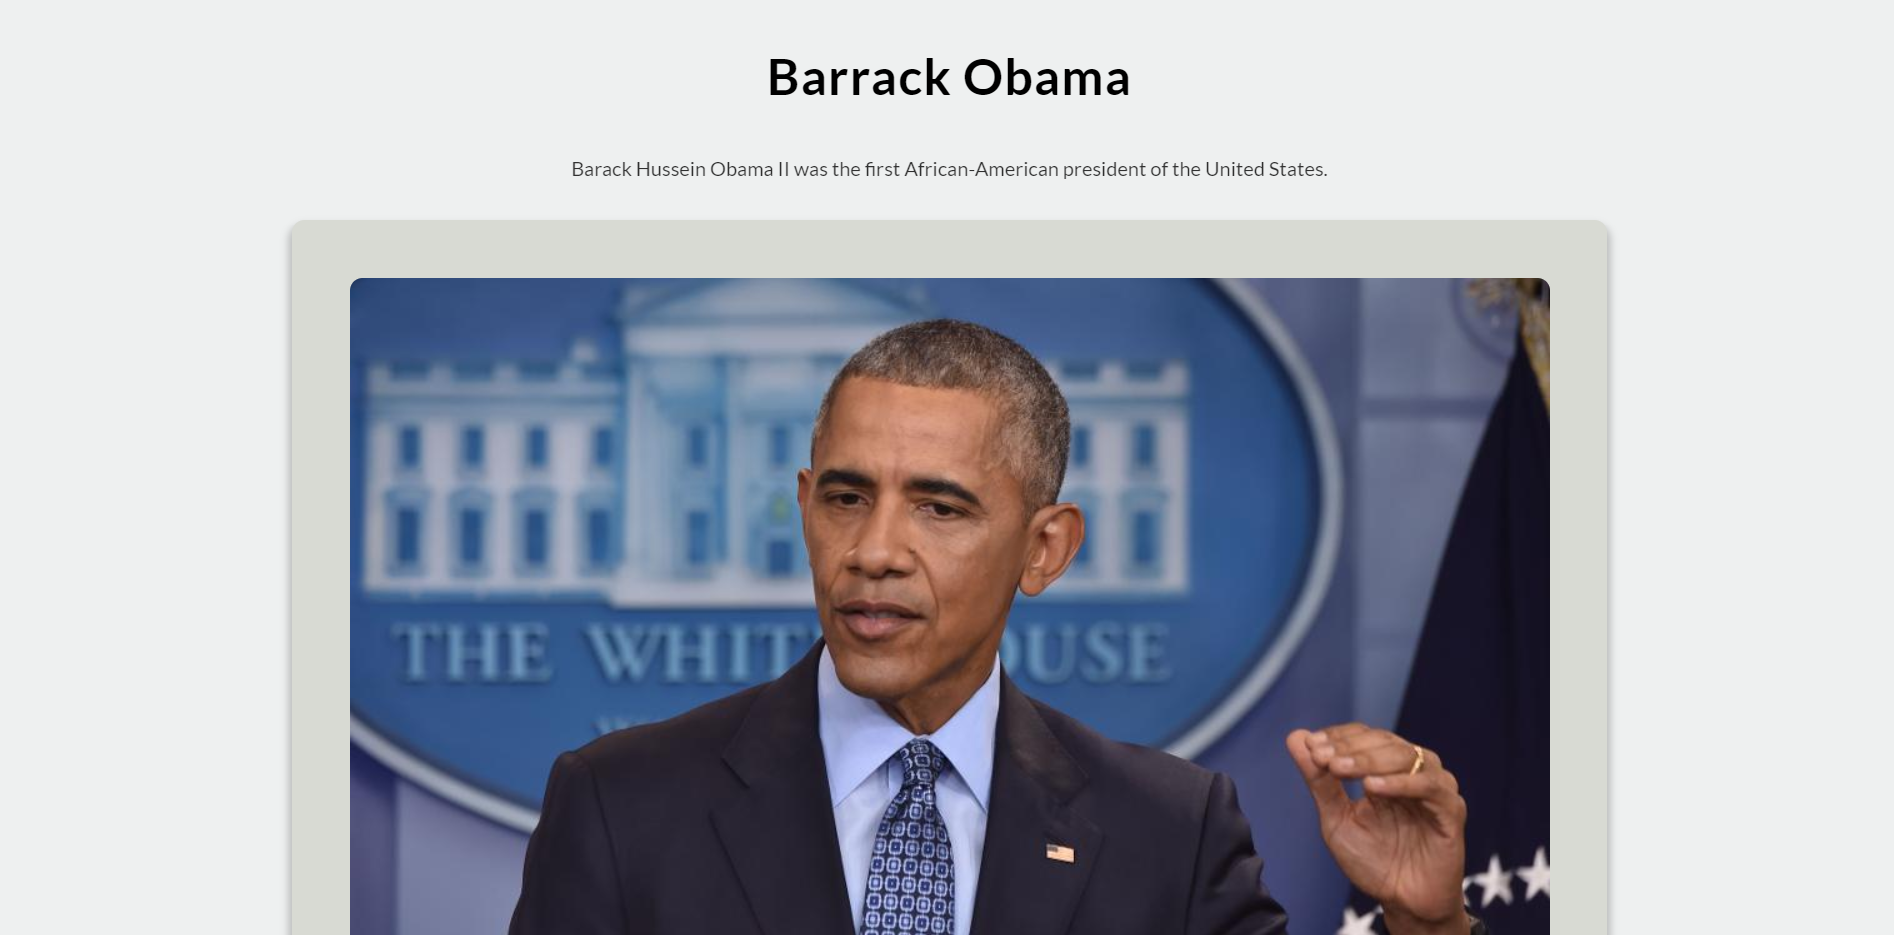 Barrack Obama
Barack Hussein Obama II was the first African-American president of the United States.
THE WHIT OUSE